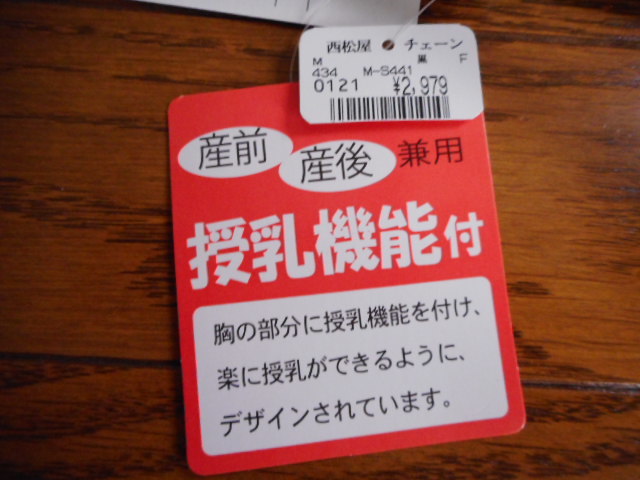 西松屋 チェーン
M 黒 F
434 M-S441
0121 ¥2,979
産前 産後 兼用
授乳機能付
胸の部分に授乳機能を付け、
楽に授乳ができるように、
デザインされています。